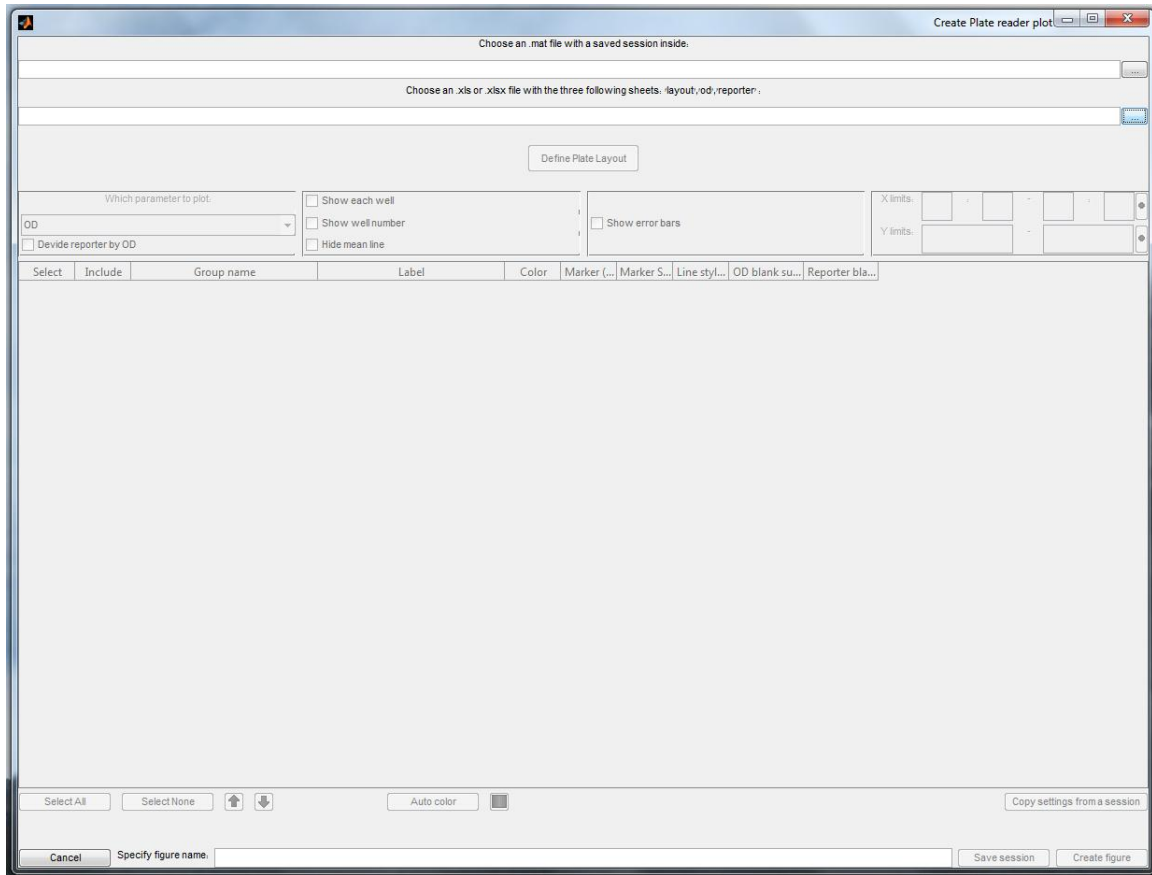 Create Plate reader plot
Choose an .mat file with a saved session inside:
...
Choose an .xls or .xlsx file with the three following sheets: 'layout','od','reporter' :
...
Define Plate Layout
Which parameter to plot:
OD
Devide reporter by OD
Show each well
Show well number
Hide mean line
Show error bars
X limits: : - :
Y limits: -
Select Include Group name Label Color Marker (... Marker S... Line styl... OD blank su... Reporter bla...
Select All Select None Auto color Copy settings from a session
Cancel Specify figure name: Save session Create figure